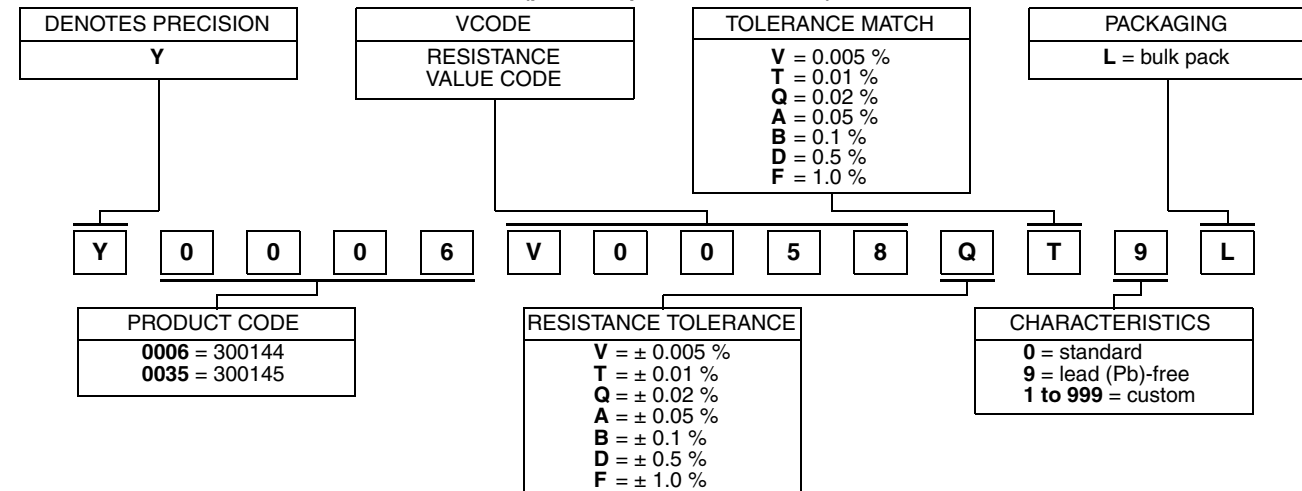 DENOTES PRECISION
Y
VCODE
RESISTANCE
VALUE CODE
TOLERANCE MATCH
V = 0.005 %
T = 0.01 %
Q = 0.02 %
A = 0.05 %
B = 0.1 %
D = 0.5 %
F = 1.0 %
PACKAGING
L = bulk pack
Y 0 0 0 6 V 0 0 5 8 Q T 9 L
PRODUCT CODE
0006 = 300144
0035 = 300145
RESISTANCE TOLERANCE
V = ± 0.005 %
T = ± 0.01 %
Q = ± 0.02 %
A = ± 0.05 %
B = ± 0.1 %
D = ± 0.5 %
F = ± 1.0 %
CHARACTERISTICS
0 = standard
9 = lead (Pb)-free
1 to 999 = custom